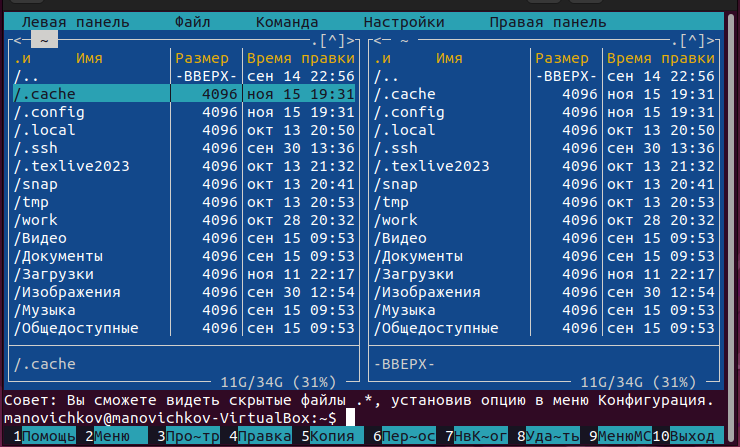 Левая панель Файл Команда Настройки Правая панель
<─ ~ .[^]> <─ ~ .[^]>
.и Имя Размер Время правки .и Имя Размер Время правки
/.. -ВВЕРХ- сен 14 22:56 /.. -ВВЕРХ- сен 14 22:56
/.cache 4096 ноя 15 19:31 /.cache 4096 ноя 15 19:31
/.config 4096 ноя 15 19:31 /.config 4096 ноя 15 19:31
/.local 4096 окт 13 20:50 /.local 4096 окт 13 20:50
/.ssh 4096 сен 30 13:36 /.ssh 4096 сен 30 13:36
/.texlive2023 4096 окт 13 21:32 /.texlive2023 4096 окт 13 21:32
/snap 4096 окт 13 20:41 /snap 4096 окт 13 20:41
/tmp 4096 окт 13 20:53 /tmp 4096 окт 13 20:53
/work 4096 окт 28 20:32 /work 4096 окт 28 20:32
/Видео 4096 сен 15 09:53 /Видео 4096 сен 15 09:53
/Документы 4096 сен 15 09:53 /Документы 4096 сен 15 09:53
/Загрузки 4096 ноя 11 22:17 /Загрузки 4096 ноя 11 22:17
/Изображения 4096 сен 30 12:54 /Изображения 4096 сен 30 12:54
/Музыка 4096 сен 15 09:53 /Музыка 4096 сен 15 09:53
/Общедоступные 4096 сен 15 09:53 /Общедоступные 4096 сен 15 09:53
/.cache -ВВЕРХ-
11G/34G (31%) 11G/34G (31%)
Совет: Вы сможете видеть скрытые файлы .*, установив опцию в меню Конфигурация.
manovichkov@manovichkov-VirtualBox:~$
1Помощь 2Меню 3Про~тр 4Правка 5Копия 6Пер~ос 7НвК~ог 8Уда~ть 9МенюMC 10Выход